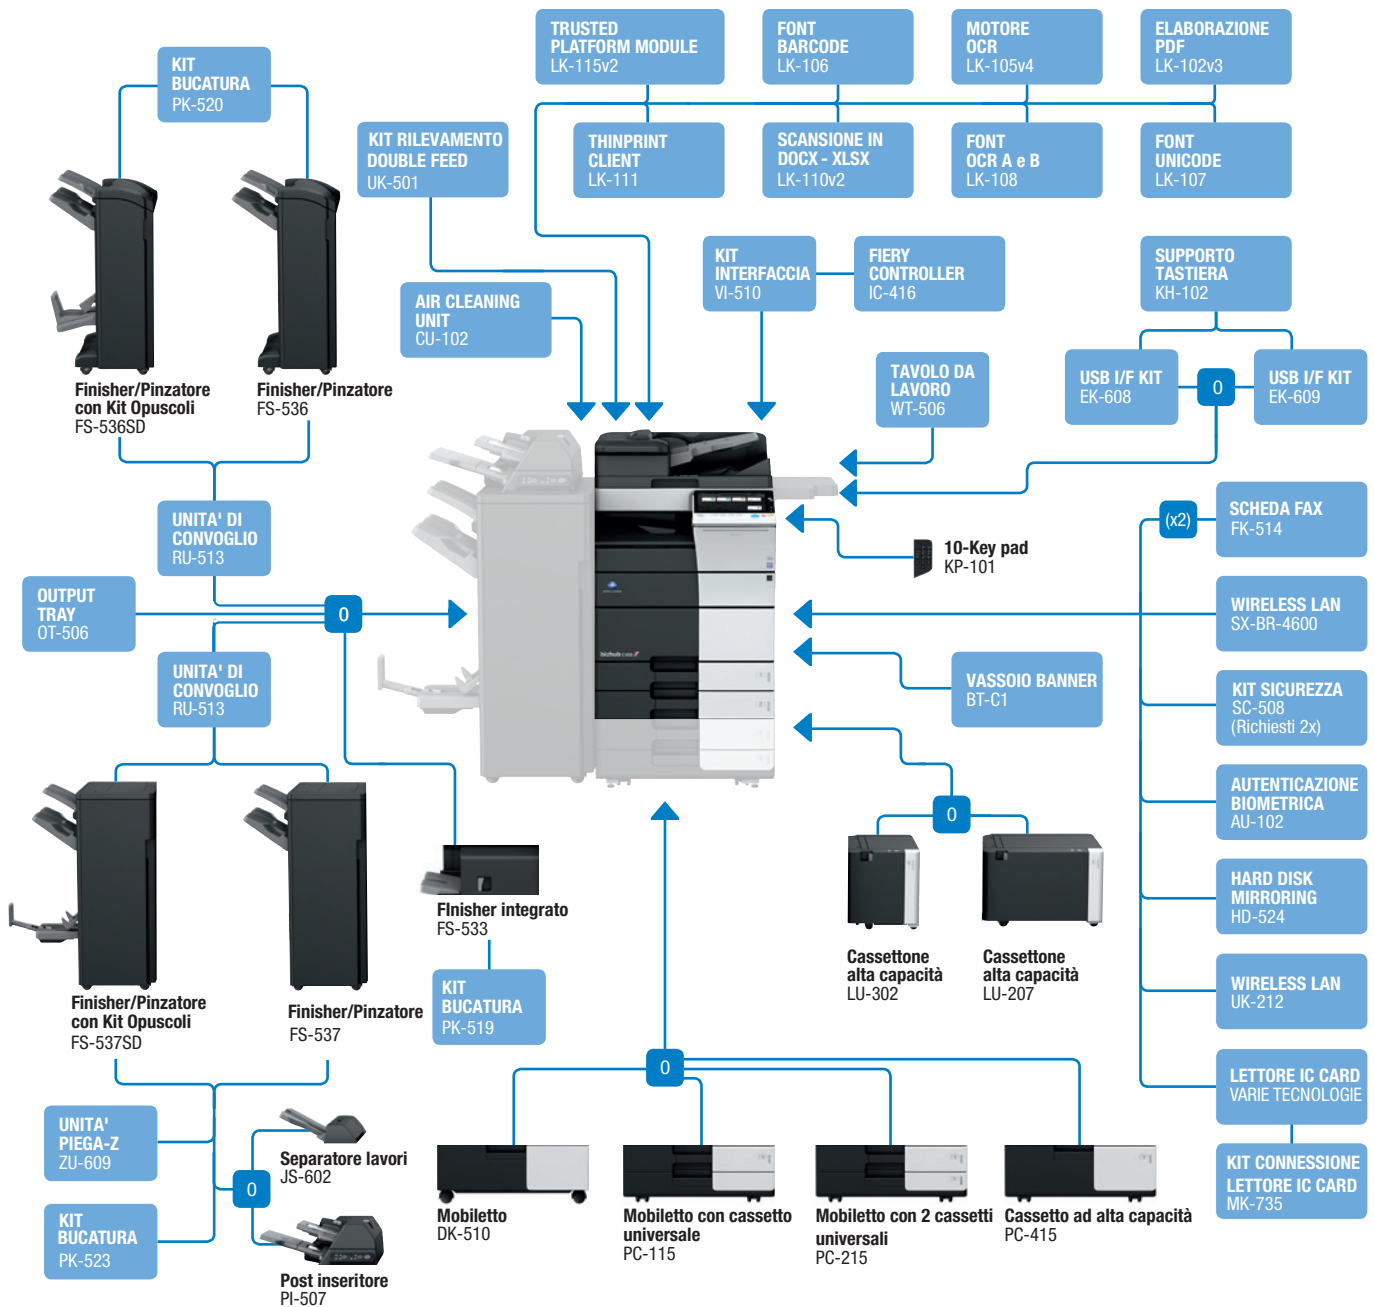 TRUSTED
PLATFORM MODULE
LK-115v2
FONT
BARCODE
LK-106
MOTORE
OCR
LK-105v4
ELABORAZIONE
PDF
LK-102v3
KIT
BUCATURA
PK-520
KIT RILEVAMENTO
DOUBLE FEED
UK-501
THINPRINT
CLIENT
LK-111
SCANSIONE IN
DOCX - XLSX
LK-110v2
FONT
OCR A e B
LK-108
FONT
UNICODE
LK-107
KIT
INTERFACCIA
VI-510
FIERY
CONTROLLER
IC-416
SUPPORTO
TASTIERA
KH-102
AIR CLEANING
UNIT
CU-102
TAVOLO DA
LAVORO
WT-506
USB I/F KIT
EK-608
O
USB I/F KIT
EK-609
Finisher/Pinzatore
con Kit Opuscoli
FS-536SD
Finisher/Pinzatore
FS-536
UNITA' DI
CONVOGLIO
RU-513
(x2)
SCHEDA FAX
FK-514
10-Key pad
KP-101
OUTPUT
TRAY
OT-506
O
WIRELESS LAN
SX-BR-4600
UNITA' DI
CONVOGLIO
RU-513
bizhub
VASSOIO BANNER
BT-C1
KIT SICUREZZA
SC-508
(Richiesti 2x)
AUTENTICAZIONE
BIOMETRICA
AU-102
O
HARD DISK
MIRRORING
HD-524
FInisher integrato
FS-533
Cassettone
alta capacità
LU-302
Cassettone
alta capacità
LU-207
WIRELESS LAN
UK-212
Finisher/Pinzatore
con Kit Opuscoli
FS-537SD
Finisher/Pinzatore
FS-537
KIT
BUCATURA
PK-519
O
LETTORE IC CARD
VARIE TECNOLOGIE
UNITA'
PIEGA-Z
ZU-609
Separatore lavori
JS-602
O
KIT CONNESSIONE
LETTORE IC CARD
MK-735
KIT
BUCATURA
PK-523
Post inseritore
PI-507
Mobiletto
DK-510
Mobiletto con cassetto
universale
PC-115
Mobiletto con 2 cassetti
universali
PC-215
Cassetto ad alta capacità
PC-415